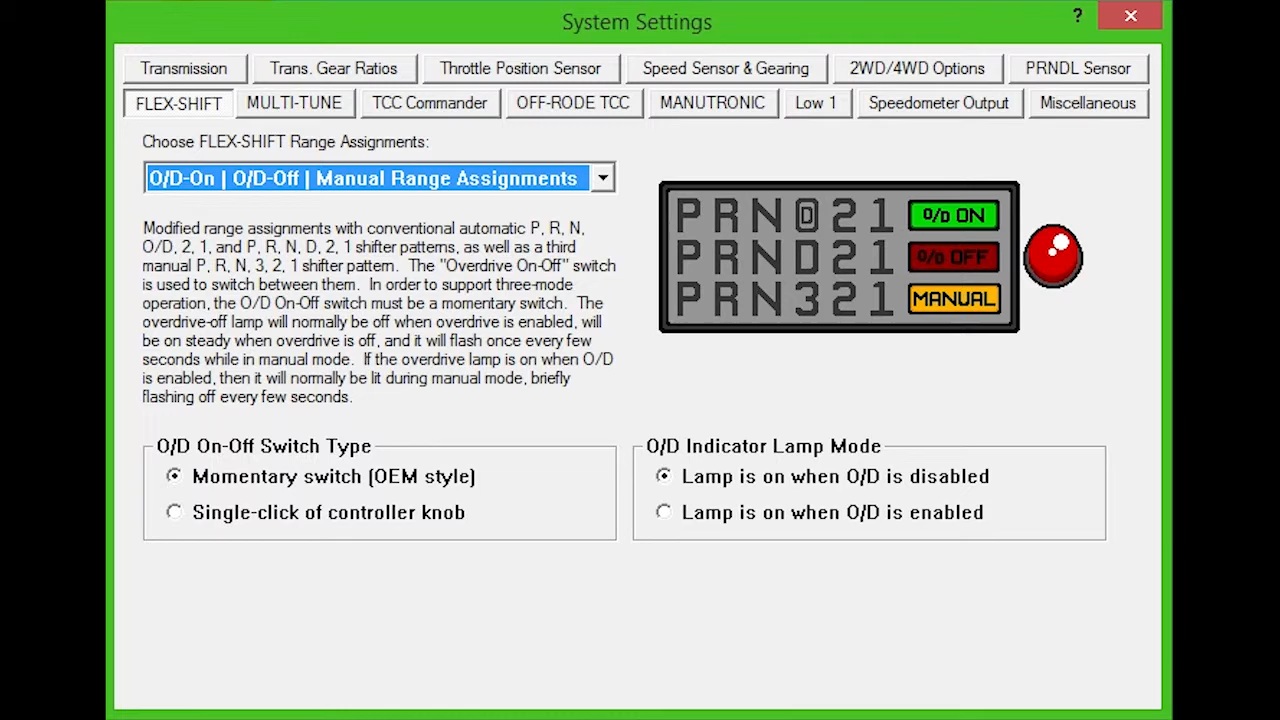 System Settings
?
Transmission
Trans. Gear Ratios
Throttle Position Sensor
Speed Sensor & Gearing
2WD/4WD Options
PRNDL Sensor
FLEX-SHIFT
MULTI-TUNE
TCC Commander
OFF-RODE TCC
MANUTRONIC
Low 1
Speedometer Output
Miscellaneous
Choose FLEX-SHIFT Range Assignments:
O/D-On | O/D-Off | Manual Range Assignments
Modified range assignments with conventional automatic P, R, N,
O/D, 2, 1, and P, R, N, D, 2, 1 shifter patterns, as well as a third
manual P, R, N, 3, 2, 1 shifter pattern.  The "Overdrive On-Off" switch
is used to switch between them.  In order to support three-mode
operation, the O/D On-Off switch must be a momentary switch.  The
overdrive-off lamp will normally be off when overdrive is enabled, will
be on steady when overdrive is off, and it will flash once every few
seconds while in manual mode.  If the overdrive lamp is on when O/D
is enabled, then it will normally be lit during manual mode, briefly
flashing off every few seconds.
P R N D 2 1 O/D ON
P R N D 2 1 O/D OFF
P R N 3 2 1 MANUAL
O/D On-Off Switch Type
Momentary switch (OEM style)
Single-click of controller knob
O/D Indicator Lamp Mode
Lamp is on when O/D is disabled
Lamp is on when O/D is enabled